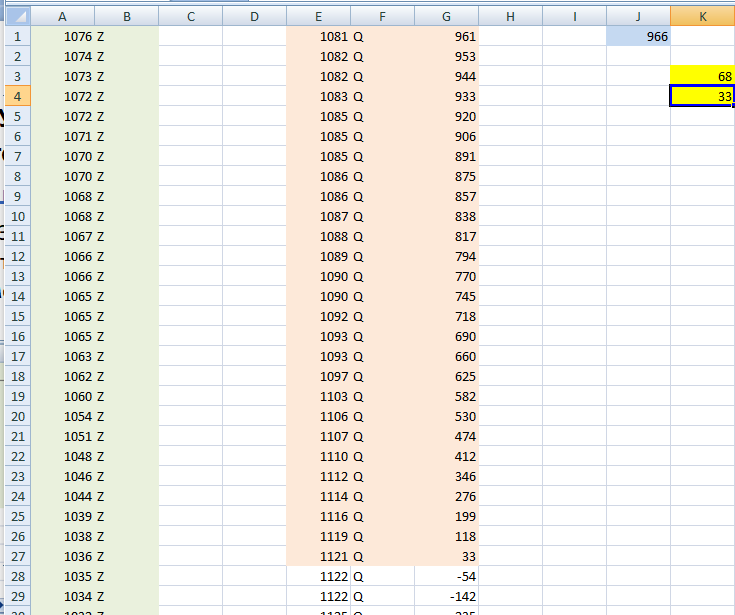 A B C D E F G H I J K
1 1076 Z 1081 Q 961 966
2 1074 Z 1082 Q 953
3 1073 Z 1082 Q 944 68
4 1072 Z 1083 Q 933 33
5 1072 Z 1085 Q 920
6 1071 Z 1085 Q 906
7 1070 Z 1085 Q 891
8 1070 Z 1086 Q 875
9 1068 Z 1086 Q 857
10 1068 Z 1087 Q 838
11 1067 Z 1088 Q 817
12 1066 Z 1089 Q 794
13 1066 Z 1090 Q 770
14 1065 Z 1090 Q 745
15 1065 Z 1092 Q 718
16 1065 Z 1093 Q 690
17 1063 Z 1093 Q 660
18 1062 Z 1097 Q 625
19 1060 Z 1103 Q 582
20 1054 Z 1106 Q 530
21 1051 Z 1107 Q 474
22 1048 Z 1110 Q 412
23 1046 Z 1112 Q 346
24 1044 Z 1114 Q 276
25 1039 Z 1116 Q 199
26 1038 Z 1119 Q 118
27 1036 Z 1121 Q 33
28 1035 Z 1122 Q -54
29 1034 Z 1122 Q -142